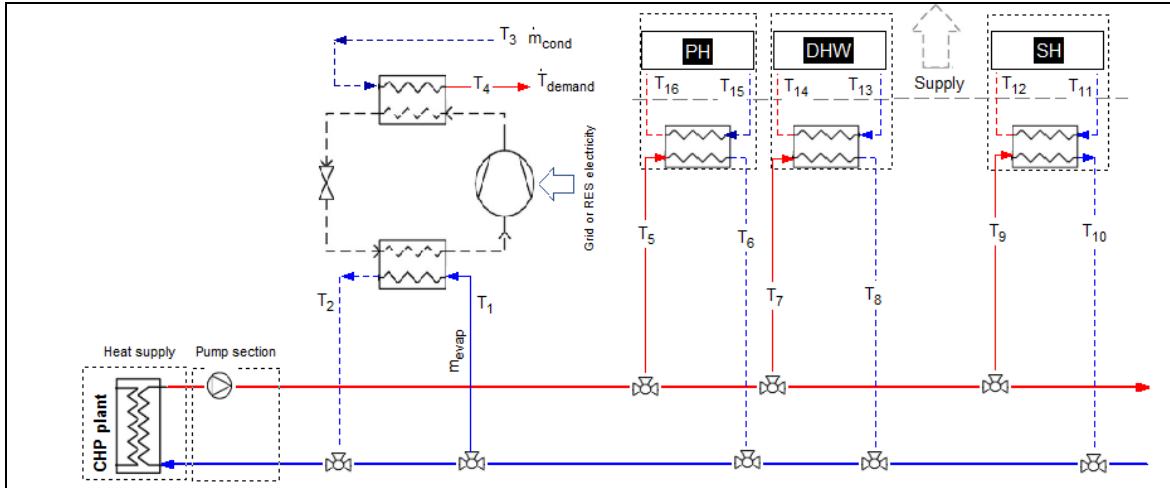 T3 ṁcond
T4 Ṫdemand
Grid or RES electricity
T2
T1
ṁevap
PH
DHW
SH
T16
T15
T14
T13
Supply
T12
T11
T5
T6
T7
T8
T9
T10
Heat supply
Pump section
CHP plant